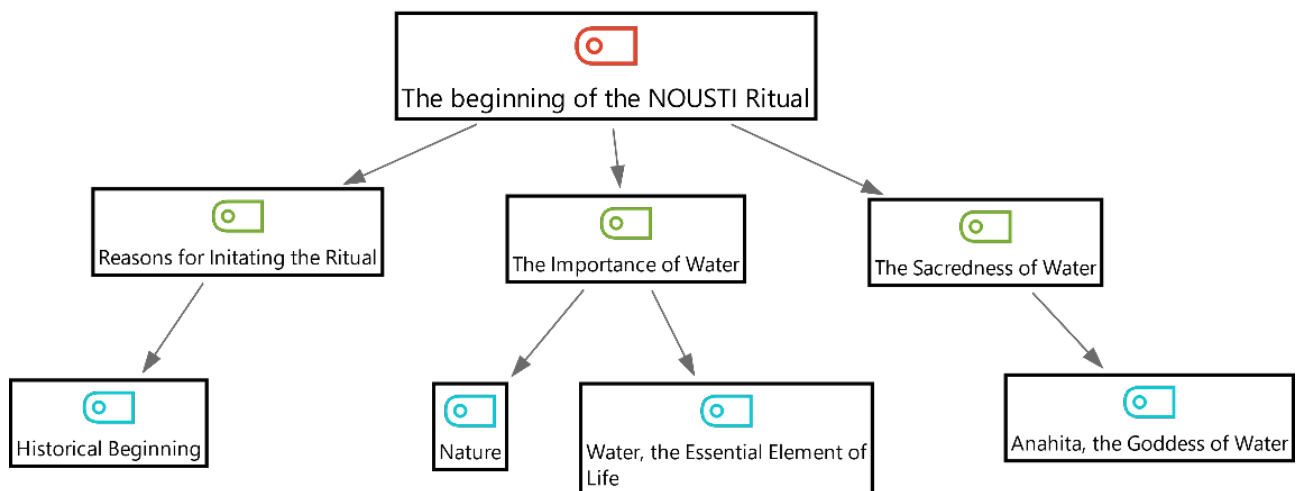 The beginning of the NOUSTI Ritual
Reasons for Initating the Ritual
The Importance of Water
The Sacredness of Water
Historical Beginning
Nature
Water, the Essential Element of
Life
Anahita, the Goddess of Water